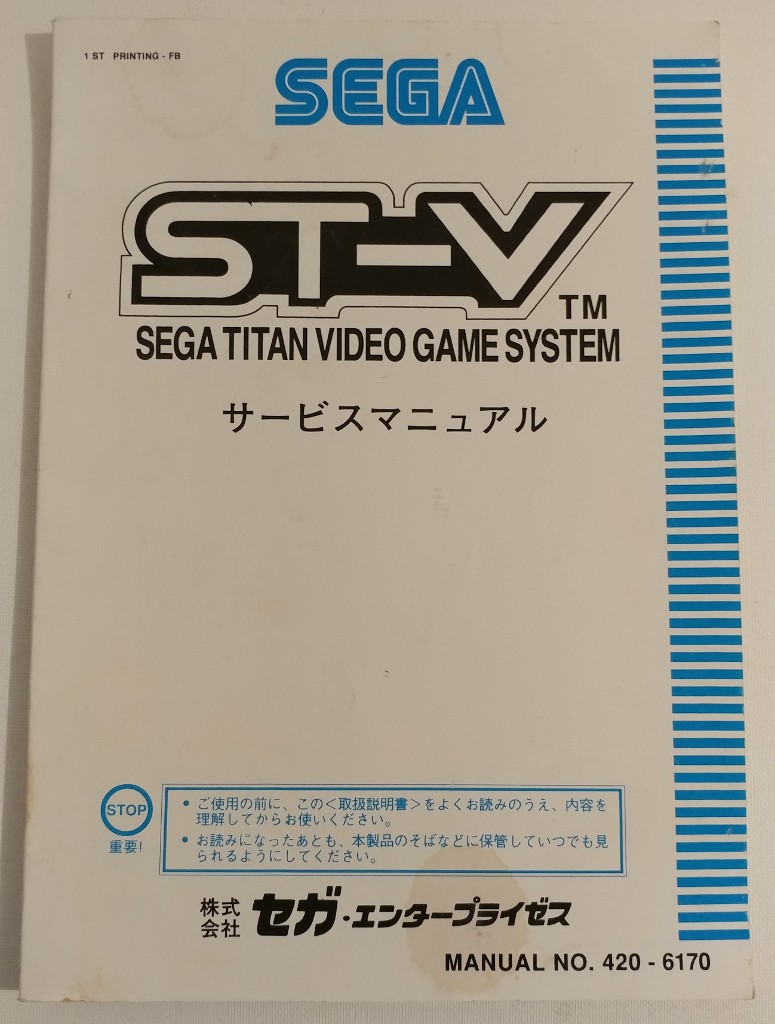 1 ST PRINTING - FB
SEGA
ST-V
TM
SEGA TITAN VIDEO GAME SYSTEM
サービスマニュアル
STOP
重要!
• ご使用の前に、この＜取扱説明書＞をよくお読みのうえ、内容を
理解してからお使いください。
• お読みになったあとも、本製品のそばなどに保管していつでも見
られるようにしてください。
株式
会社
セガ・エンタープライゼス
MANUAL NO. 420 - 6170